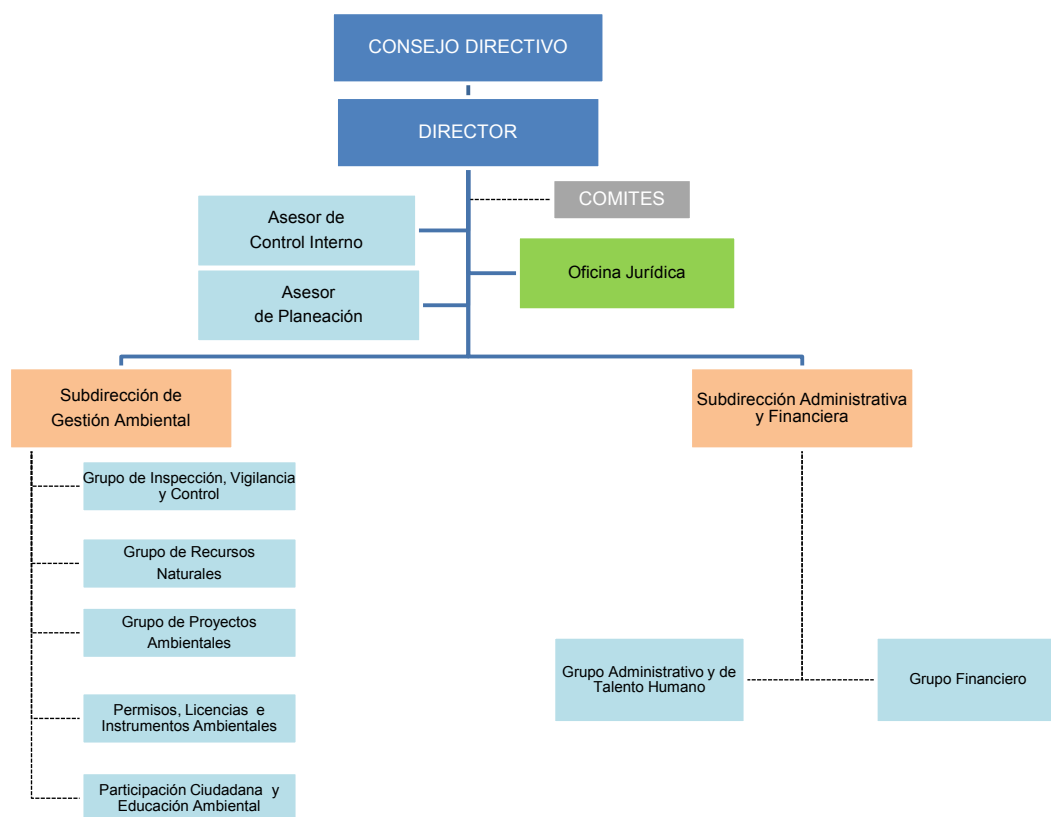 CONSEJO DIRECTIVO
DIRECTOR
COMITES
Asesor de
Control Interno
Oficina Jurídica
Asesor
de Planeación
Subdirección de
Gestión Ambiental
Subdirección Administrativa
y Financiera
Grupo de Inspección, Vigilancia
y Control
Grupo de Recursos
Naturales
Grupo de Proyectos
Ambientales
Permisos, Licencias e
Instrumentos Ambientales
Participación Ciudadana y
Educación Ambiental
Grupo Administrativo y de
Talento Humano
Grupo Financiero